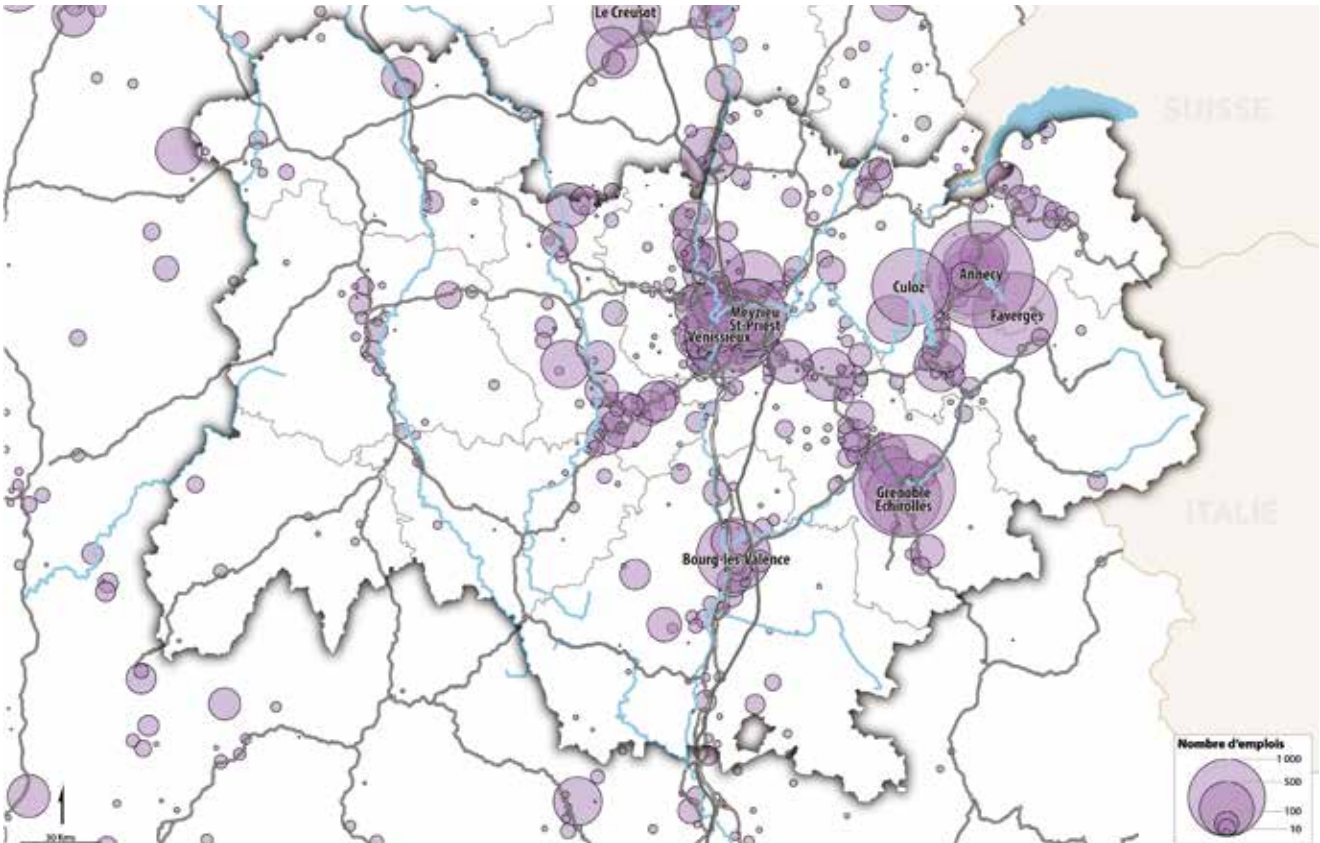 Le Creusot
SUISSE
Annecy
Culoz
Meyzieu
Faverges
St-Priest
Vénissieux
Grenoble
Echirolles
ITALIE
Bourg-les-Valence
Nombre d'emplois
1 000
500
100
10
30 Kms